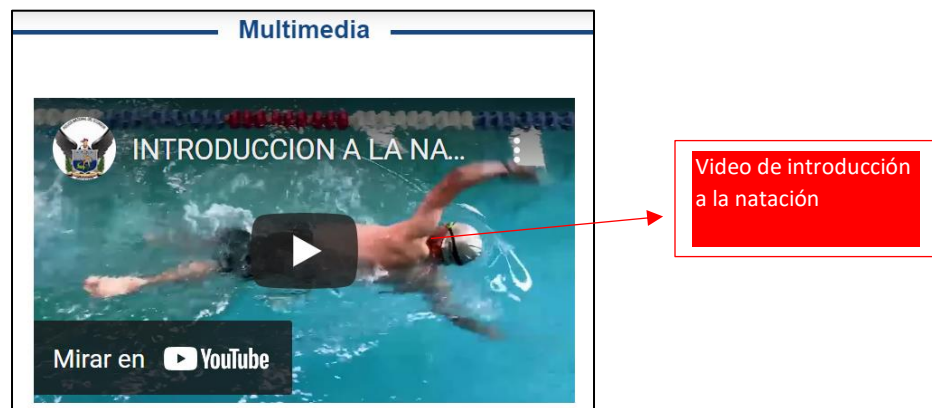 Multimedia
INTRODUCCION A LA NA...
Video de introducción
a la natación
Mirar en YouTube